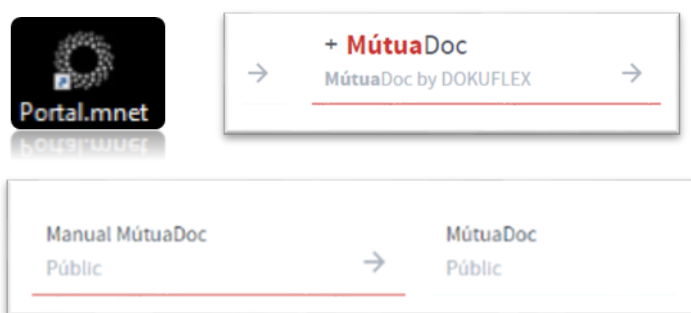 Portal.mnet
+ MútuaDoc
MútuaDoc by DOKUFLEX
Manual MútuaDoc
Públic
MútuaDoc
Públic